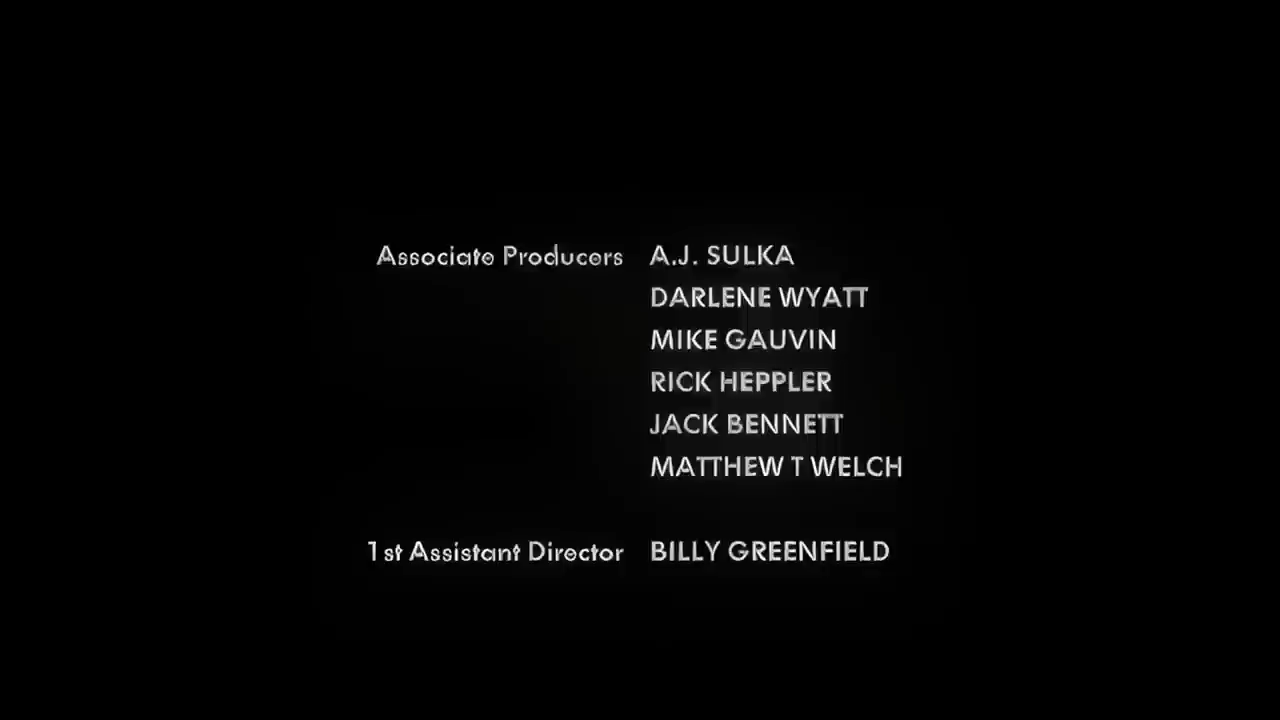 Associate Producers A.J. SULKA
DARLENE WYATT
MIKE GAUVIN
RICK HEPPLER
JACK BENNETT
MATTHEW T WELCH
1st Assistant Director BILLY GREENFIELD